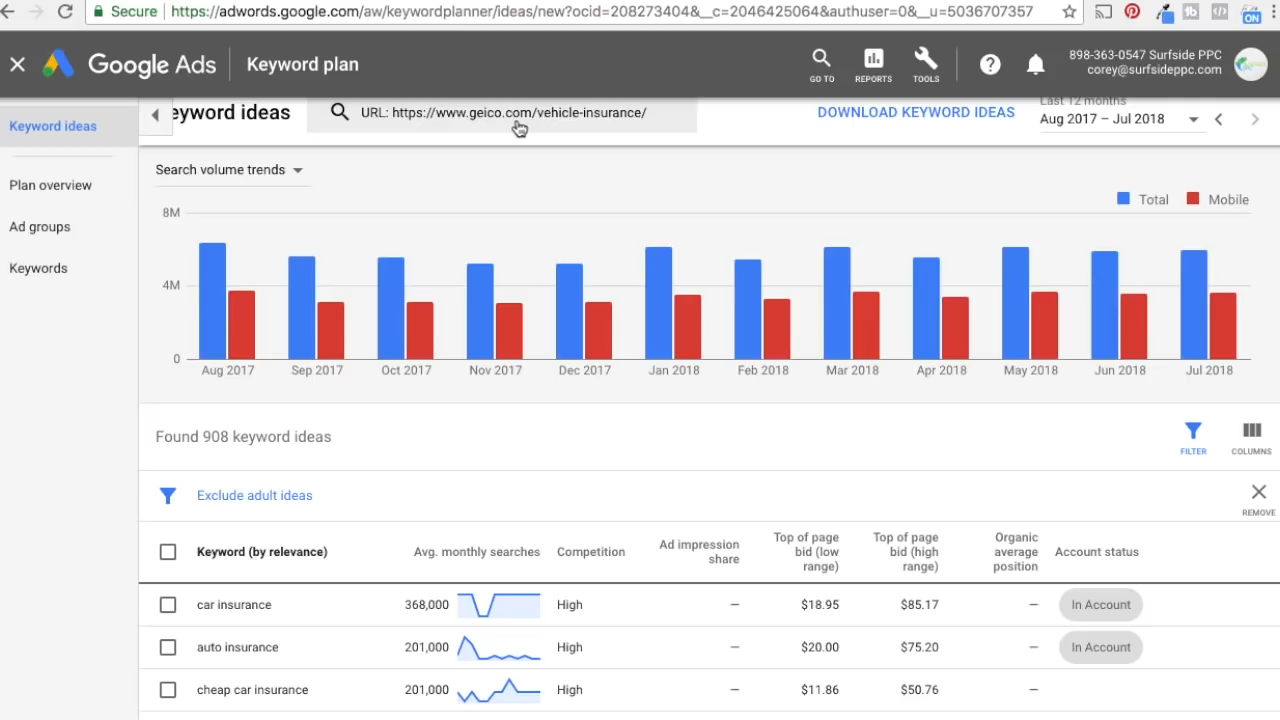 Secure https://adwords.google.com/aw/keywordplanner/ideas/new?ocid=208273404&__c=2046425064&authuser=0&__u=5036707357
ON
Google Ads Keyword plan
GO TO REPORTS TOOLS
898-363-0547 Surfside PPC
corey@surfsideppc.com
Keyword ideas
eyword ideas
URL: https://www.geico.com/vehicle-insurance/
DOWNLOAD KEYWORD IDEAS
Last 12 months
Aug 2017 – Jul 2018
Plan overview
Ad groups
Keywords
Search volume trends
Total Mobile
8M
4M
0
Aug 2017 Sep 2017 Oct 2017 Nov 2017 Dec 2017 Jan 2018 Feb 2018 Mar 2018 Apr 2018 May 2018 Jun 2018 Jul 2018
Found 908 keyword ideas
FILTER COLUMNS
Exclude adult ideas
REMOVE
Keyword (by relevance) Avg. monthly searches Competition Ad impression share Top of page bid (low range) Top of page bid (high range) Organic average position Account status
car insurance 368,000 High – $18.95 $85.17 – In Account
auto insurance 201,000 High – $20.00 $75.20 – In Account
cheap car insurance 201,000 High – $11.86 $50.76 –